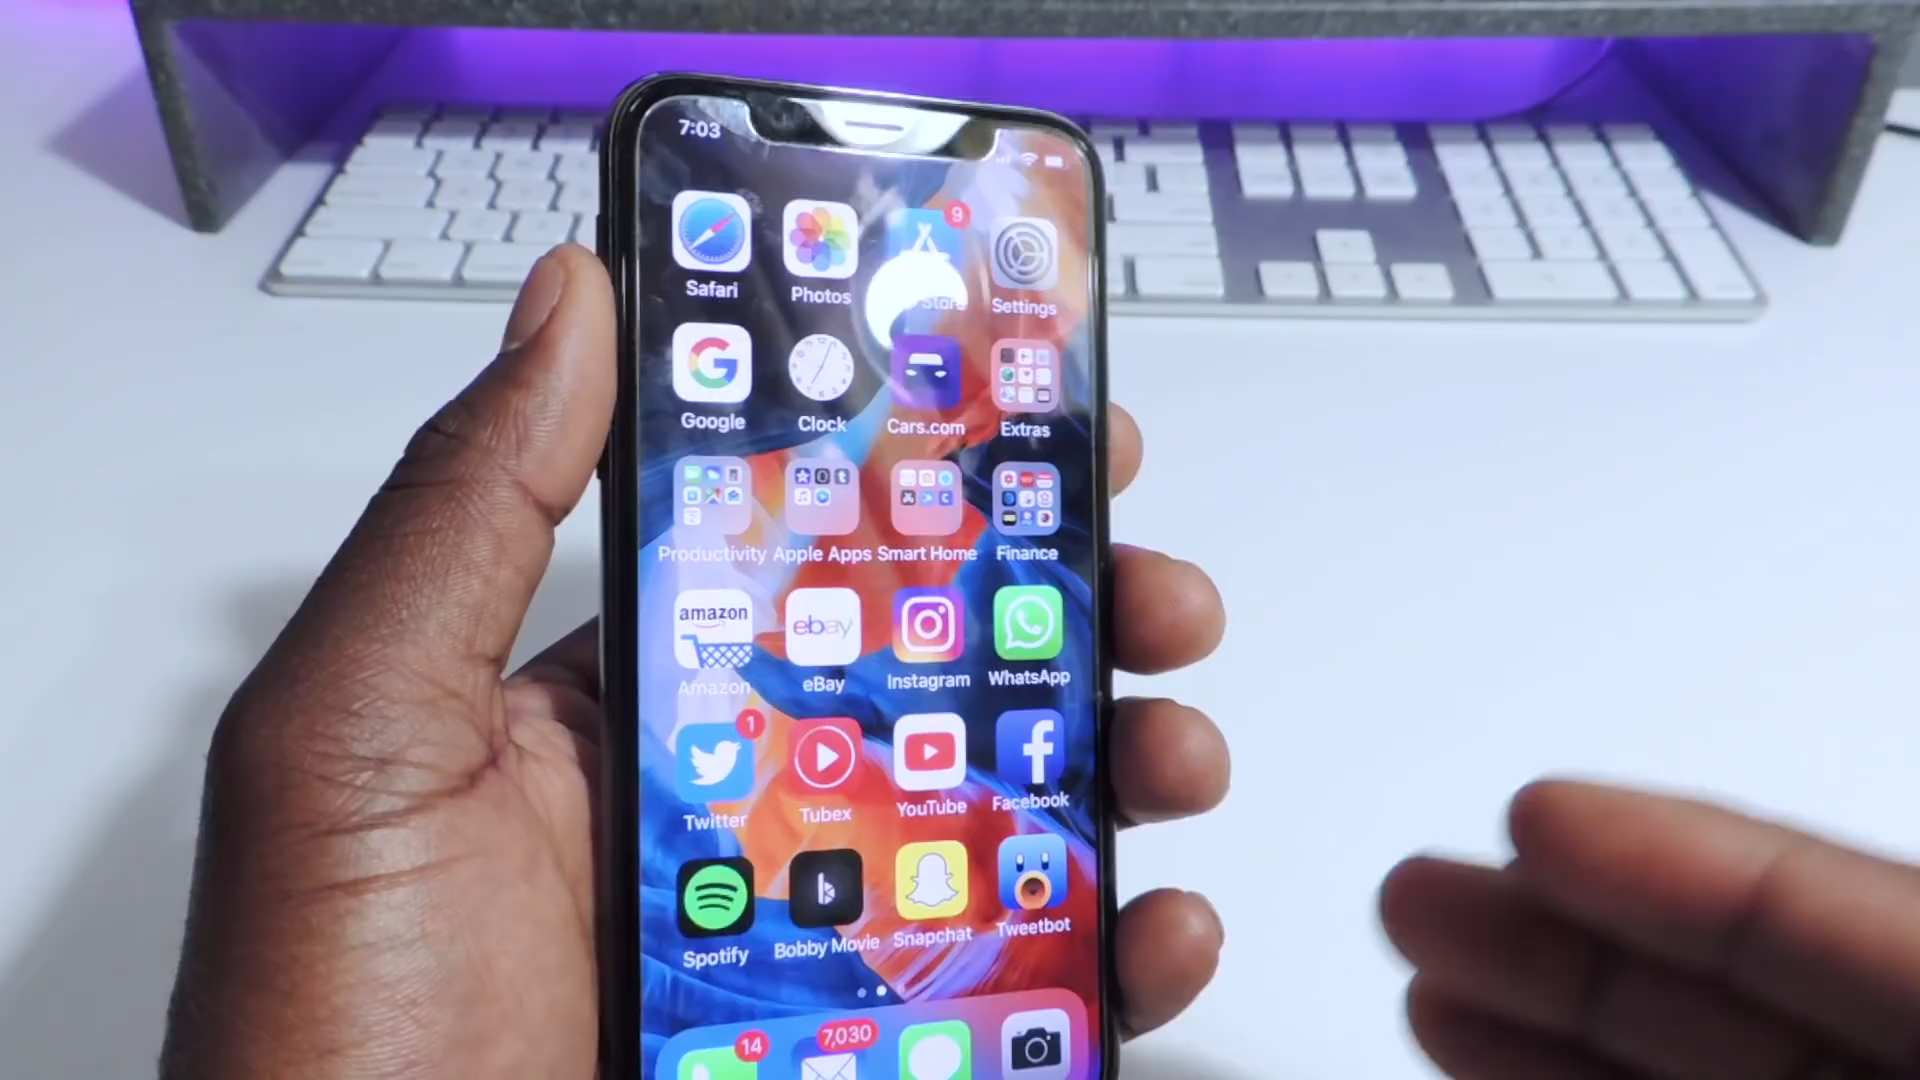 7:03
9
Safari Photos Store Settings
Google Clock Cars.com Extras
Productivity Apple Apps Smart Home Finance
amazon ebay
Amazon eBay Instagram WhatsApp
1
Twitter Tubex YouTube Facebook
Spotify Bobby Movie Snapchat Tweetbot
14 7,030